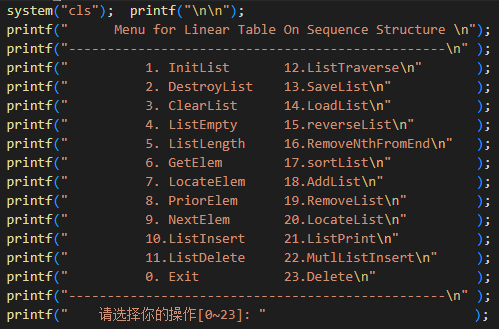 system("cls");  printf("\n\n");
printf("      Menu for Linear Table On Sequence Structure \n");
printf("-------------------------------------------------\n" );
printf("          1. InitList       12.ListTraverse\n"       );
printf("          2. DestroyList    13.SaveList\n"           );
printf("          3. ClearList      14.LoadList\n"           );
printf("          4. ListEmpty      15.reverseList\n"        );
printf("          5. ListLength     16.RemoveNthFromEnd\n"   );
printf("          6. GetElem        17.sortList\n"           );
printf("          7. LocateElem     18.AddList\n"            );
printf("          8. PriorElem      19.RemoveList\n"         );
printf("          9. NextElem       20.LocateList\n"         );
printf("          10.ListInsert     21.ListPrint\n"          );
printf("          11.ListDelete     22.MutlListInsert\n"     );
printf("          0. Exit           23.Delete\n"             );
printf("-------------------------------------------------\n" );
printf("    请选择你的操作[0~23]: "                           );